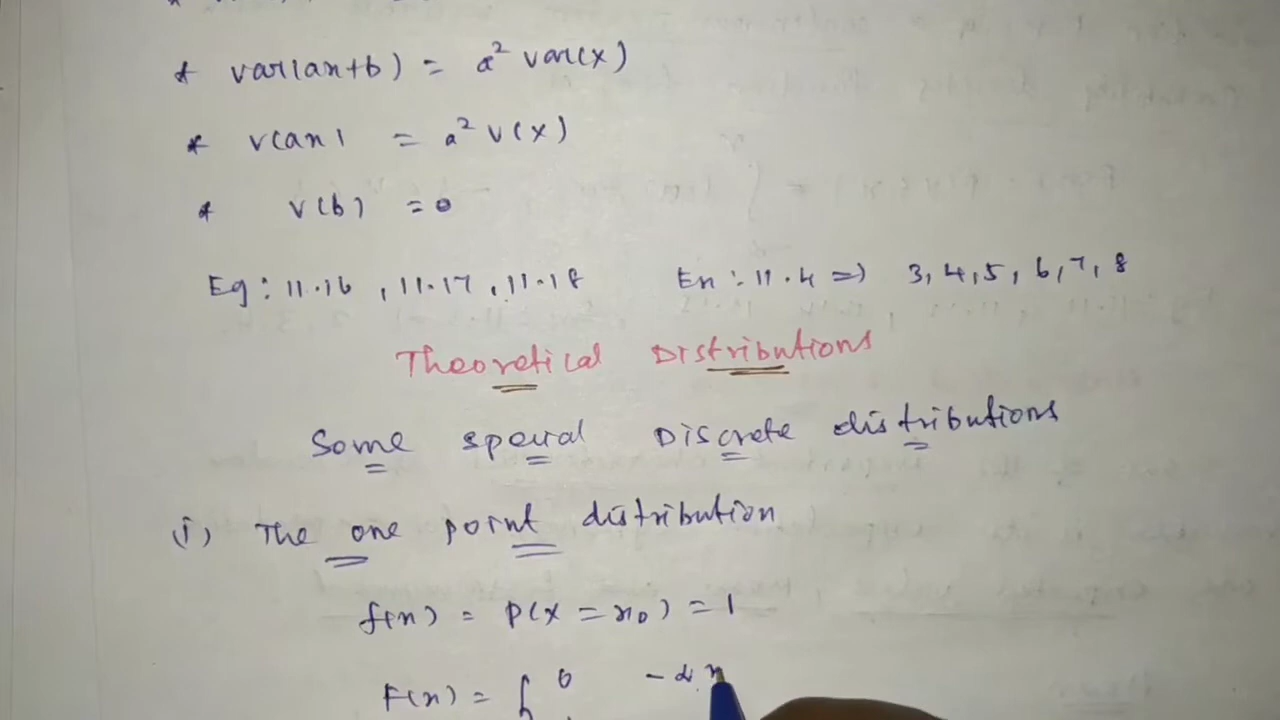 * var(ax+b) = a² var(x)
* v(ax) = a² v(x)
* v(b) = 0
Eg : 11.16 , 11.17 , 11.18 Ex : 11.4 => 3, 4, 5, 6, 7, 8
Theoretical Distributions
Some special Discrete distributions
(i) The one point distribution
f(x) = P(X = x₀) = 1
F(x) = { 0 -∞